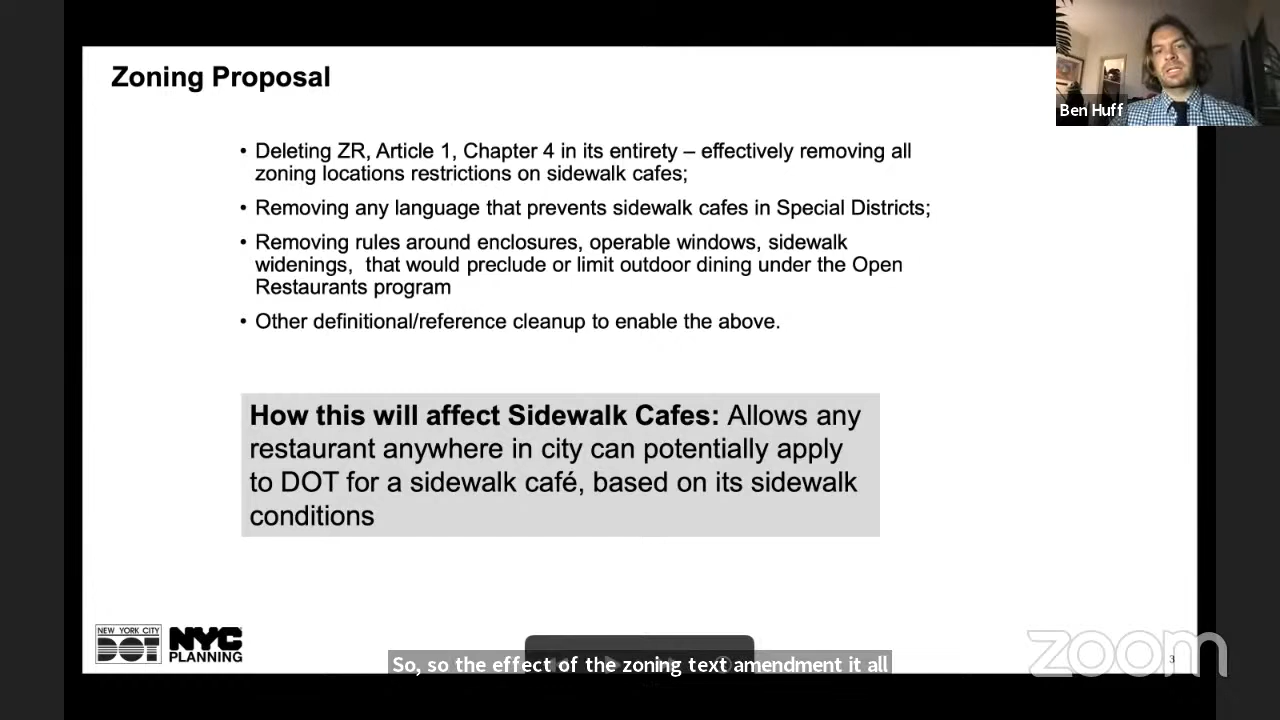 Zoning Proposal
Ben Huff
• Deleting ZR, Article 1, Chapter 4 in its entirety – effectively removing all
zoning locations restrictions on sidewalk cafes;
• Removing any language that prevents sidewalk cafes in Special Districts;
• Removing rules around enclosures, operable windows, sidewalk
widenings, that would preclude or limit outdoor dining under the Open
Restaurants program
• Other definitional/reference cleanup to enable the above.
How this will affect Sidewalk Cafes: Allows any
restaurant anywhere in city can potentially apply
to DOT for a sidewalk café, based on its sidewalk
conditions
NEW YORK CITY
DOT
NYC
PLANNING
So, so the effect of the zoning text amendment it all
zoom
3